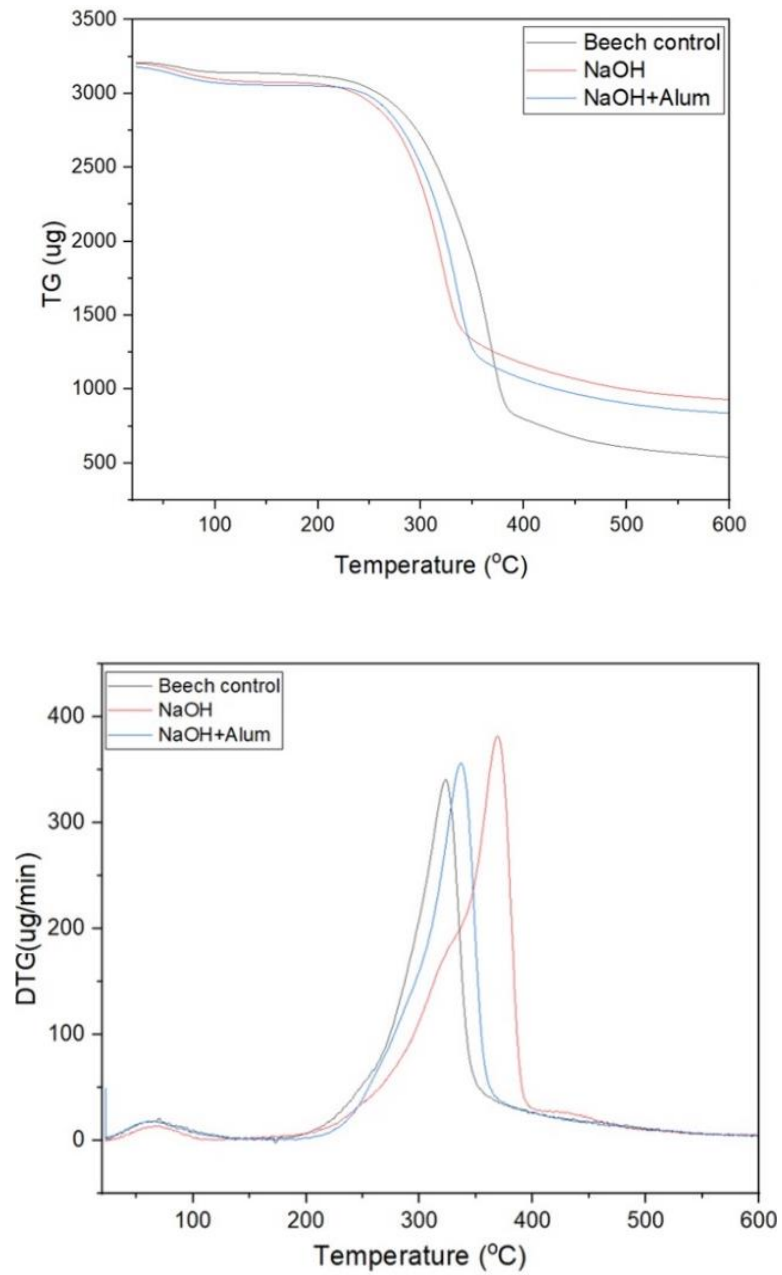 3500
3000
2500
2000
1500
1000
500
TG (ug)
Beech control
NaOH
NaOH+Alum
100 200 300 400 500 600
Temperature (°C)
400
300
200
100
0
DTG(ug/min)
Beech control
NaOH
NaOH+Alum
100 200 300 400 500 600
Temperature (°C)